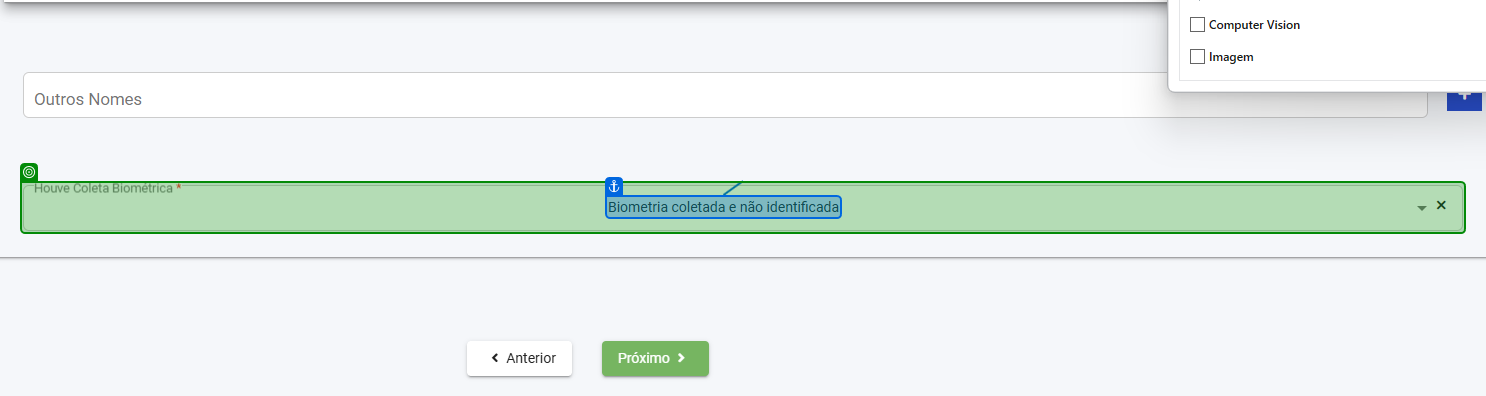 Computer Vision
Imagem
Outros Nomes
Houve Coleta Biométrica *
Biometria coletada e não identificada
Anterior
Próximo